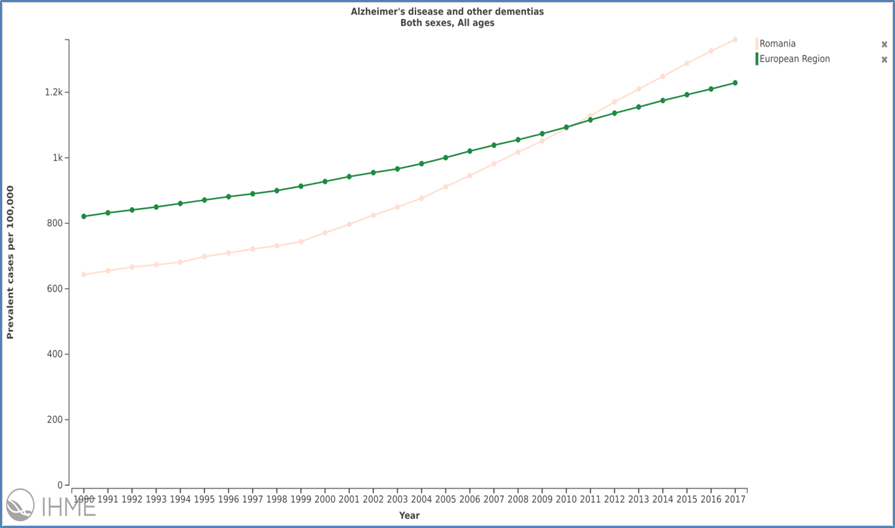 Alzheimer's disease and other dementias
Both sexes, All ages
Romania x
European Region x
Prevalent cases per 100,000
1.2k
1k
800
600
400
200
0
1990 1991 1992 1993 1994 1995 1996 1997 1998 1999 2000 2001 2002 2003 2004 2005 2006 2007 2008 2009 2010 2011 2012 2013 2014 2015 2016 2017
IHME
Year